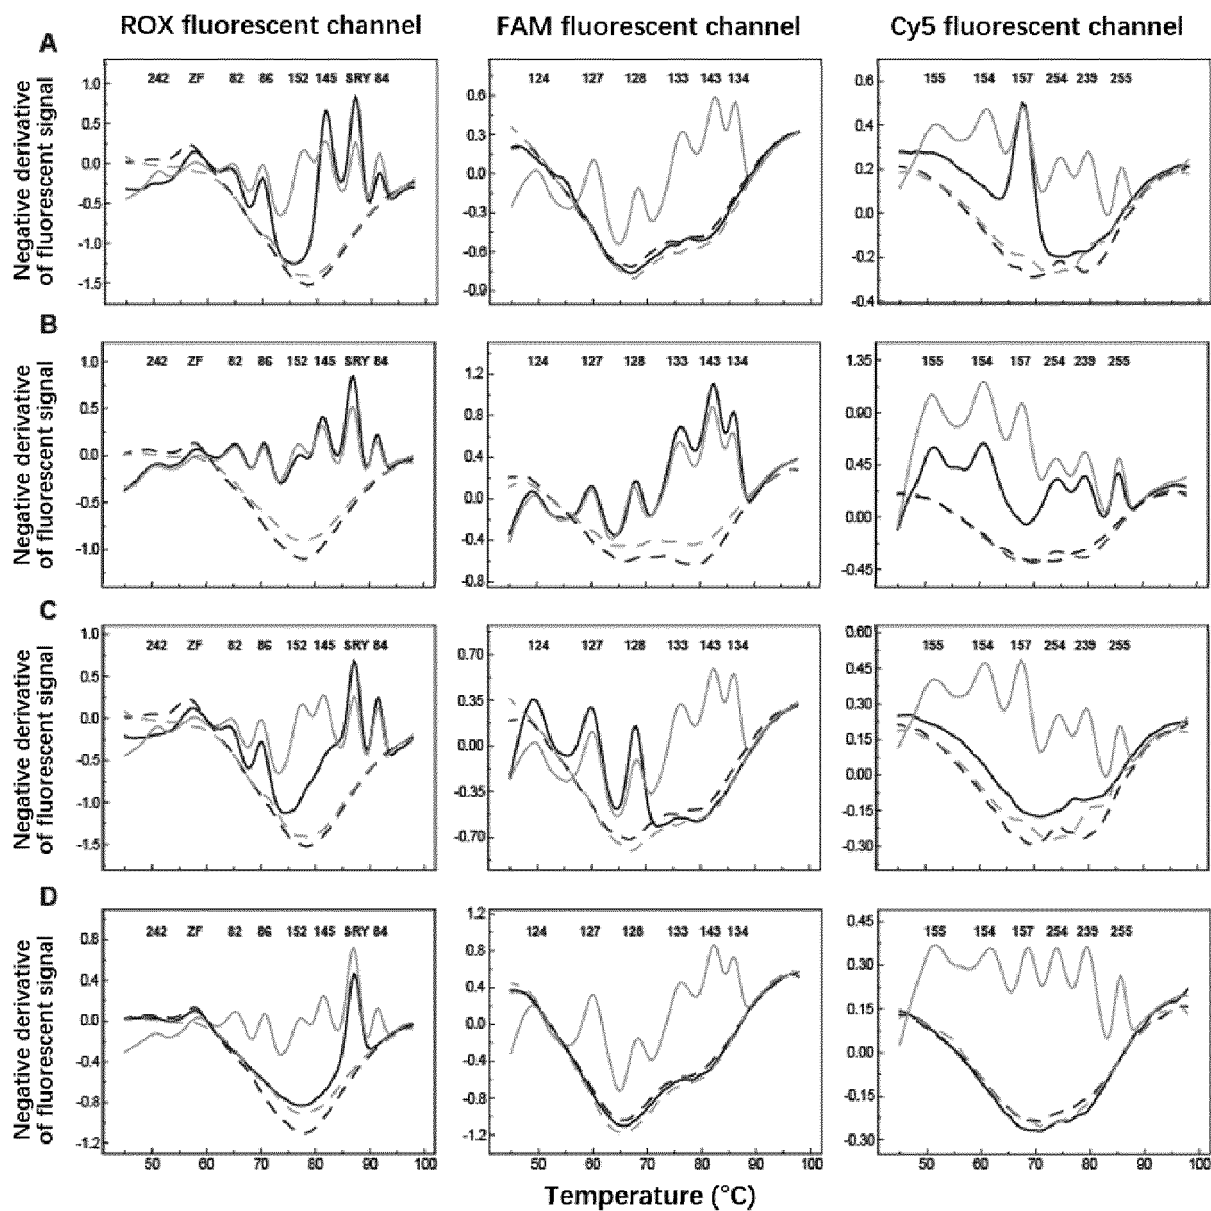 ROX fluorescent channel
FAM fluorescent channel
Cy5 fluorescent channel
A
Negative derivative
of fluorescent signal
242 ZF 82 86 152 145 SRY 84
1.0
0.5
0.0
-0.5
-1.0
-1.5
124 127 128 133 143 134
0.6
0.3
0.0
-0.3
-0.6
-0.9
155 154 157 254 239 255
0.6
0.4
0.2
0.0
-0.2
-0.4
B
Negative derivative
of fluorescent signal
242 ZF 82 86 152 145 SRY 84
1.0
0.5
0.0
-0.5
-1.0
124 127 128 133 143 134
1.2
0.8
0.4
0.0
-0.4
-0.8
155 154 157 254 239 255
1.35
0.90
0.45
0.00
-0.45
C
Negative derivative
of fluorescent signal
242 ZF 82 86 152 145 SRY 84
1.0
0.5
0.0
-0.5
-1.0
-1.5
124 127 128 133 143 134
0.70
0.35
0.00
-0.35
-0.70
155 154 157 254 239 255
0.60
0.45
0.30
0.15
0.00
-0.15
-0.30
D
Negative derivative
of fluorescent signal
242 ZF 82 86 152 145 SRY 84
0.8
0.4
0.0
-0.4
-0.8
-1.2
50 60 70 80 90 100
124 127 128 133 143 134
1.2
0.8
0.4
0.0
-0.4
-0.8
-1.2
50 60 70 80 90 100
155 154 157 254 239 255
0.45
0.30
0.15
0.00
-0.15
-0.30
50 60 70 80 90 100
Temperature (°C)